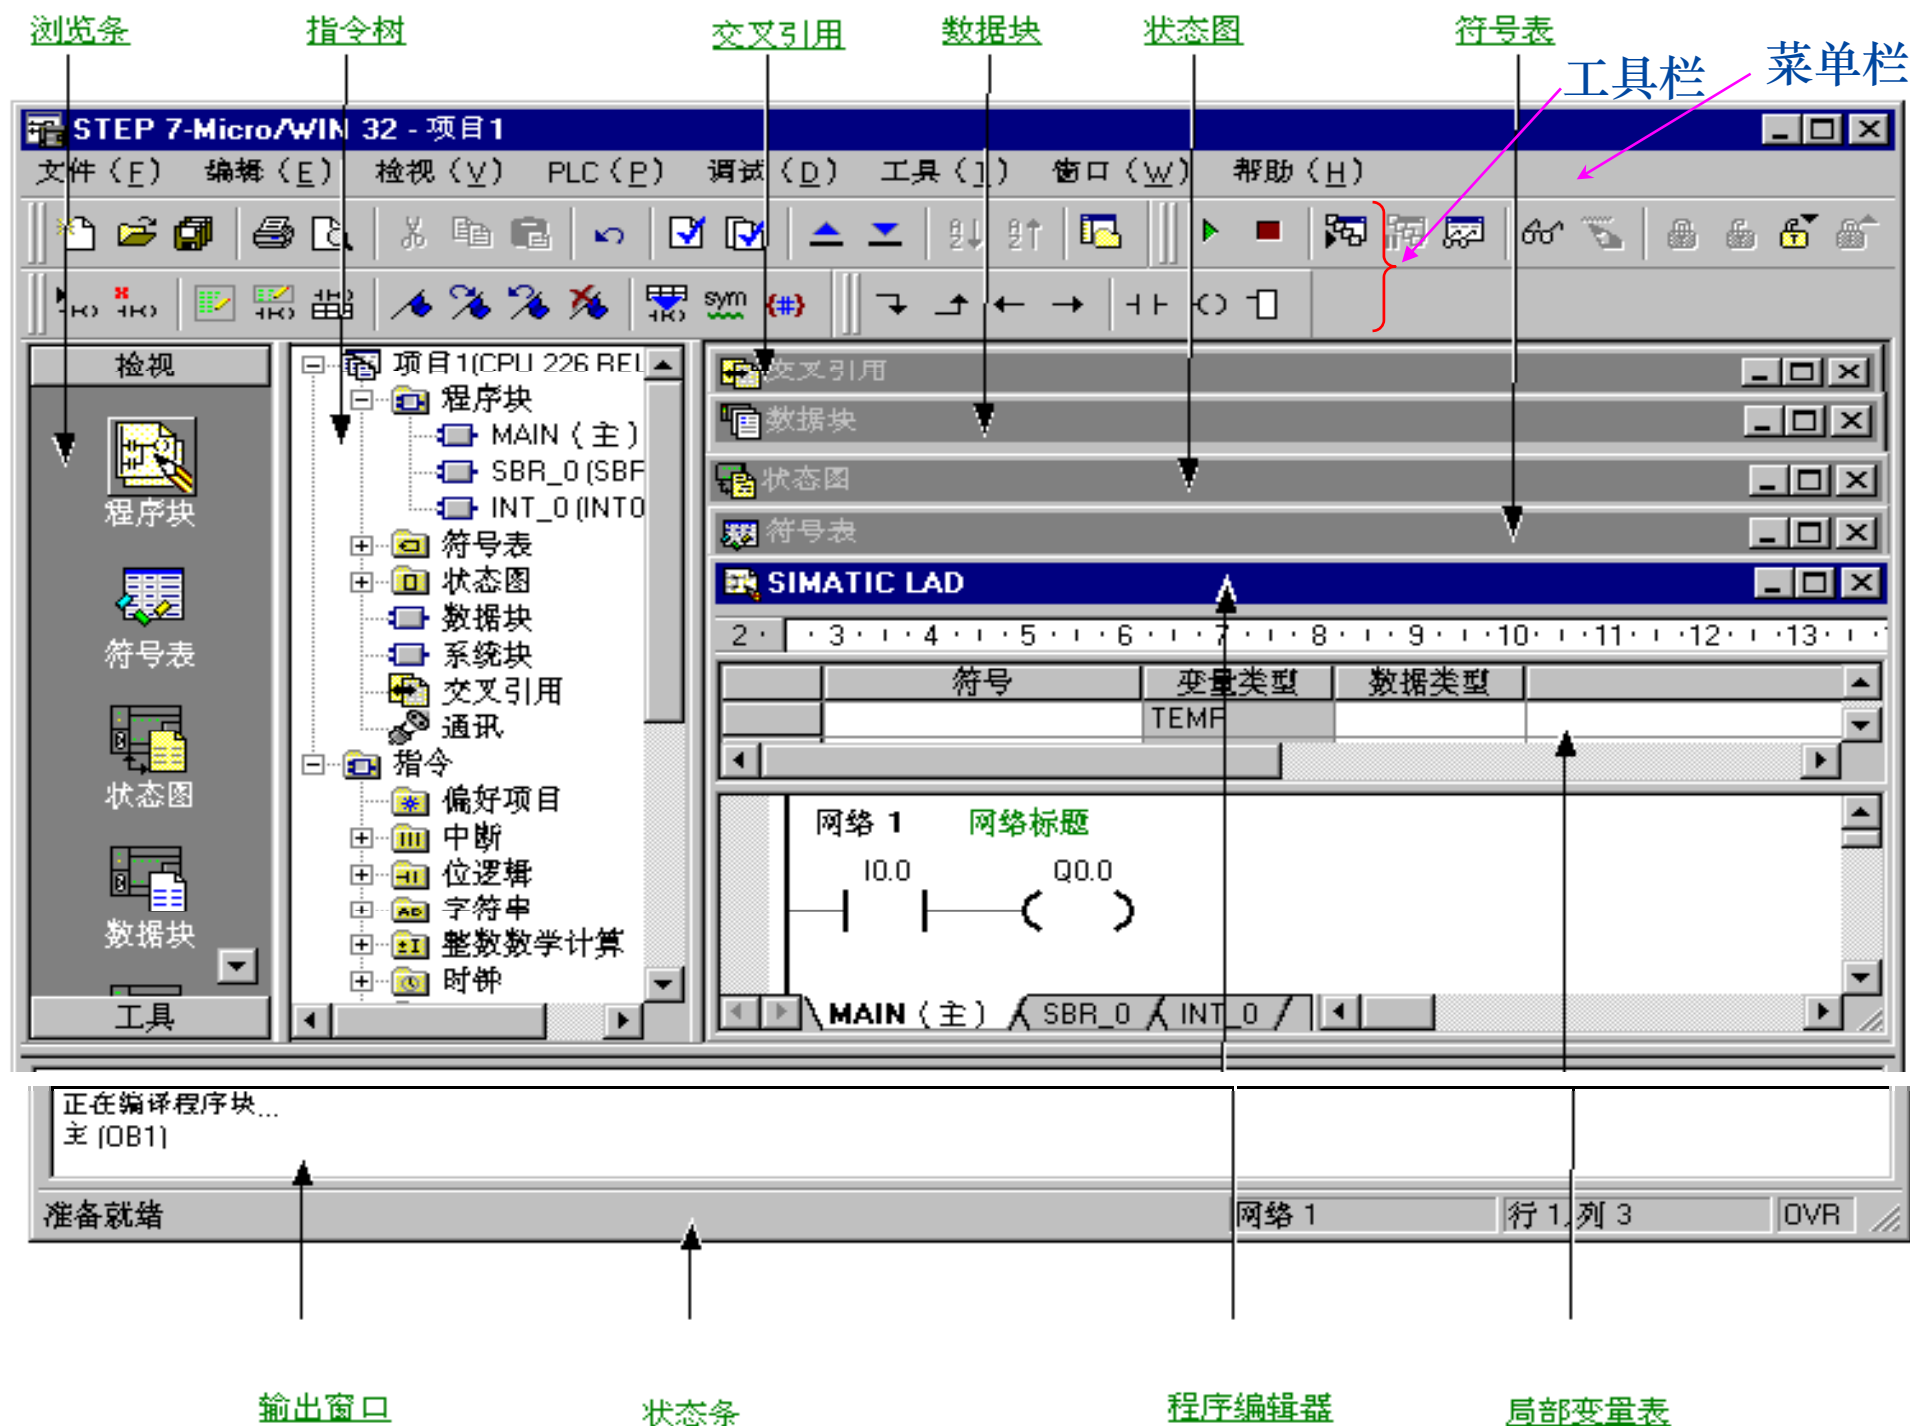 浏览条 指令树 交叉引用 数据块 状态图 符号表
工具栏 菜单栏
STEP 7-Micro/WIN 32 - 项目1
文件（F） 编辑（E） 检视（V） PLC（P） 调试（D） 工具（T） 窗口（W） 帮助（H）
sym
检视
程序块
符号表
状态图
数据块
工具
项目1(CPU 226 REL
程序块
MAIN（主）
SBR_0 (SBF
INT_0 (INT0
符号表
状态图
数据块
系统块
交叉引用
通讯
指令
偏好项目
中断
位逻辑
字符串
整数数学计算
时钟
交叉引用
数据块
状态图
符号表
SIMATIC LAD
2 · · 3 · ı · 4 · ı · 5 · ı · 6 · ı · 7 · ı · 8 · ı · 9 · ı · 10 · ı · 11 · ı · 12 · ı · 13 · ı ·
符号 变量类型 数据类型
TEMP
网络 1 网络标题
I0.0 Q0.0
MAIN（主） SBR_0 INT_0
正在编译程序块...
主 (OB1)
准备就绪 网络 1 行 1, 列 3 OVR
输出窗口 状态条 程序编辑器 局部变量表